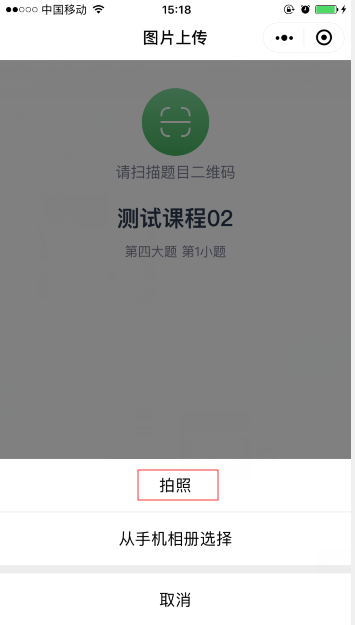 中国移动 15:18
图片上传
请扫描题目二维码
测试课程02
第四大题 第1小题
拍照
从手机相册选择
取消